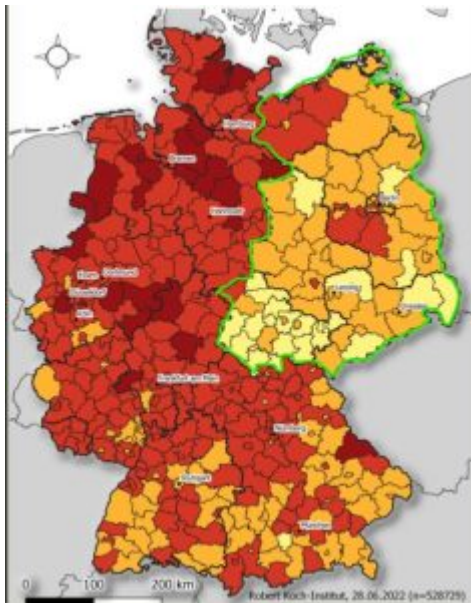 Hamburg
Bremen
Hannover
Berlin
Essen
Dortmund
Düsseldorf
Köln
Leipzig
Dresden
Frankfurt am Main
Nürnberg
Stuttgart
München
0 100 200 km
Robert Koch-Institut, 28.06.2022 (n=528729)